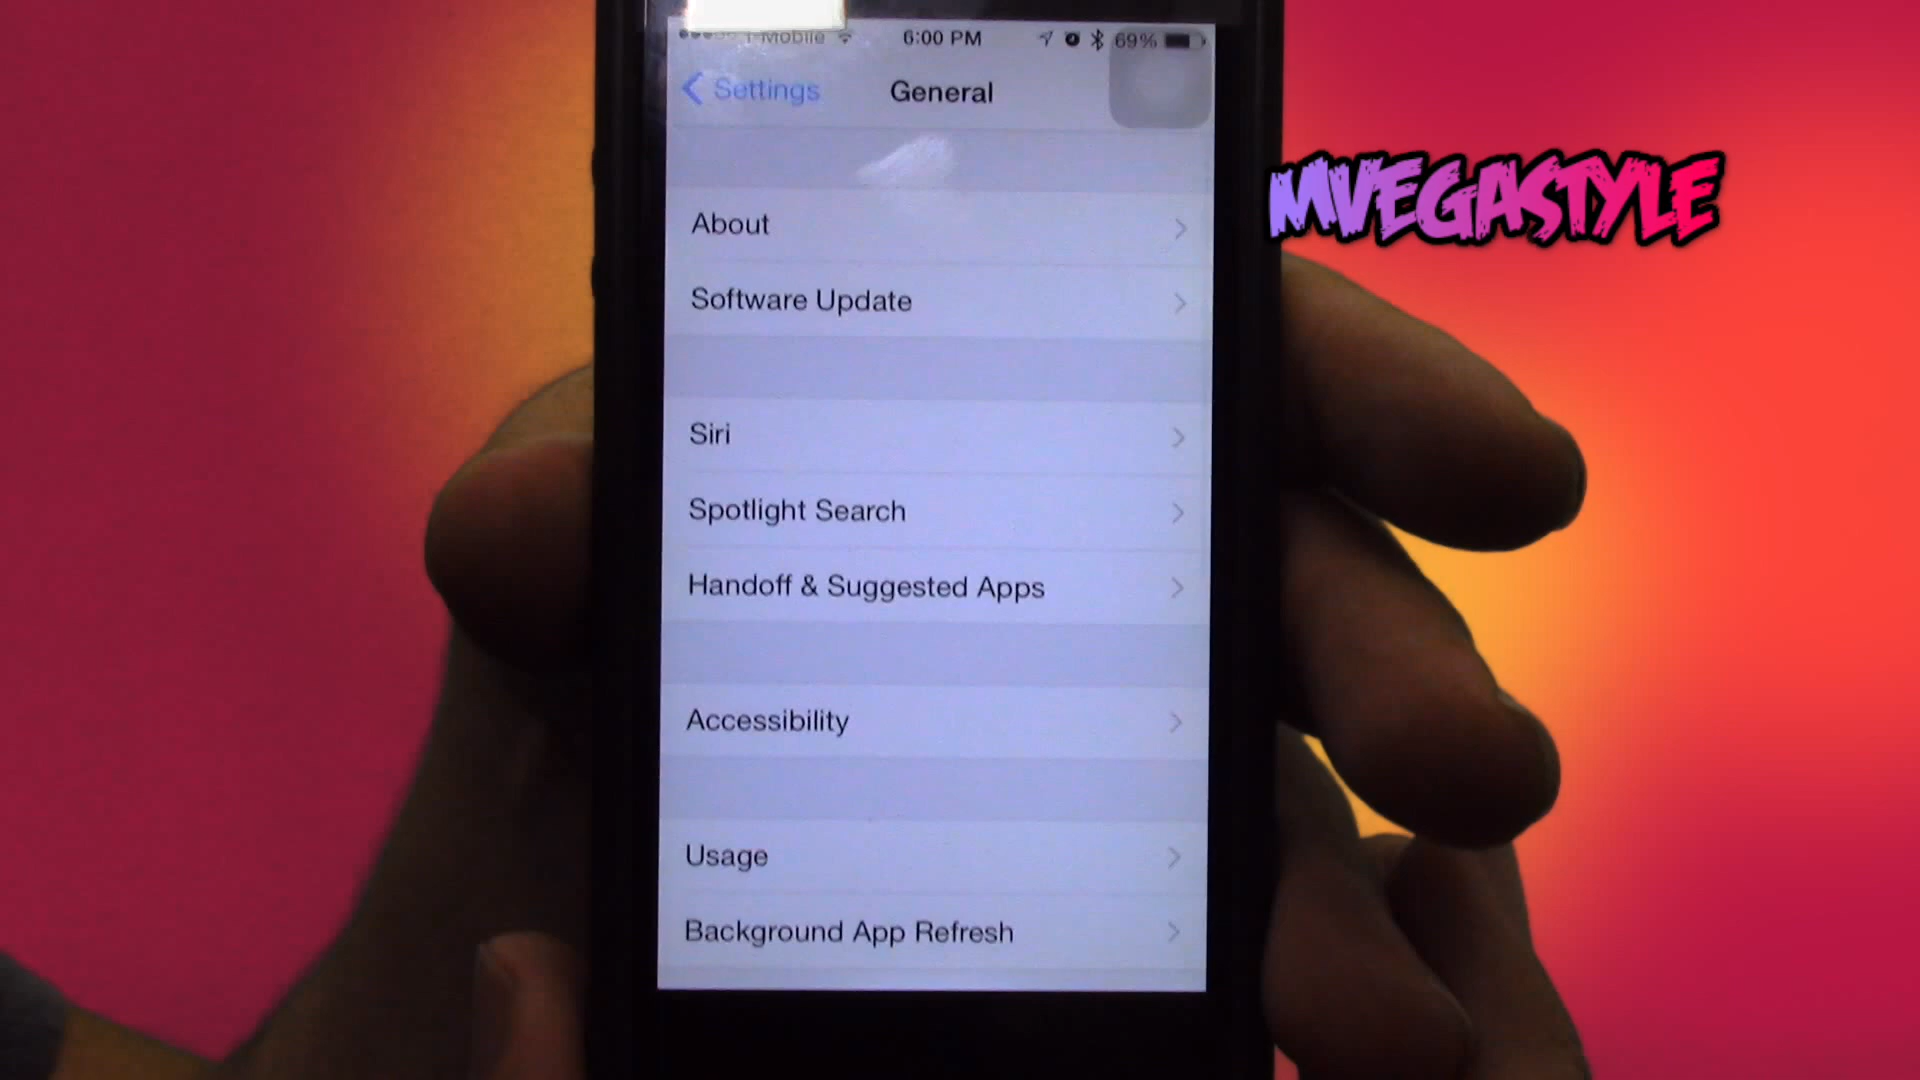 T-Mobile 6:00 PM 69%
Settings General
MVEGASTYLE
About
Software Update
Siri
Spotlight Search
Handoff & Suggested Apps
Accessibility
Usage
Background App Refresh